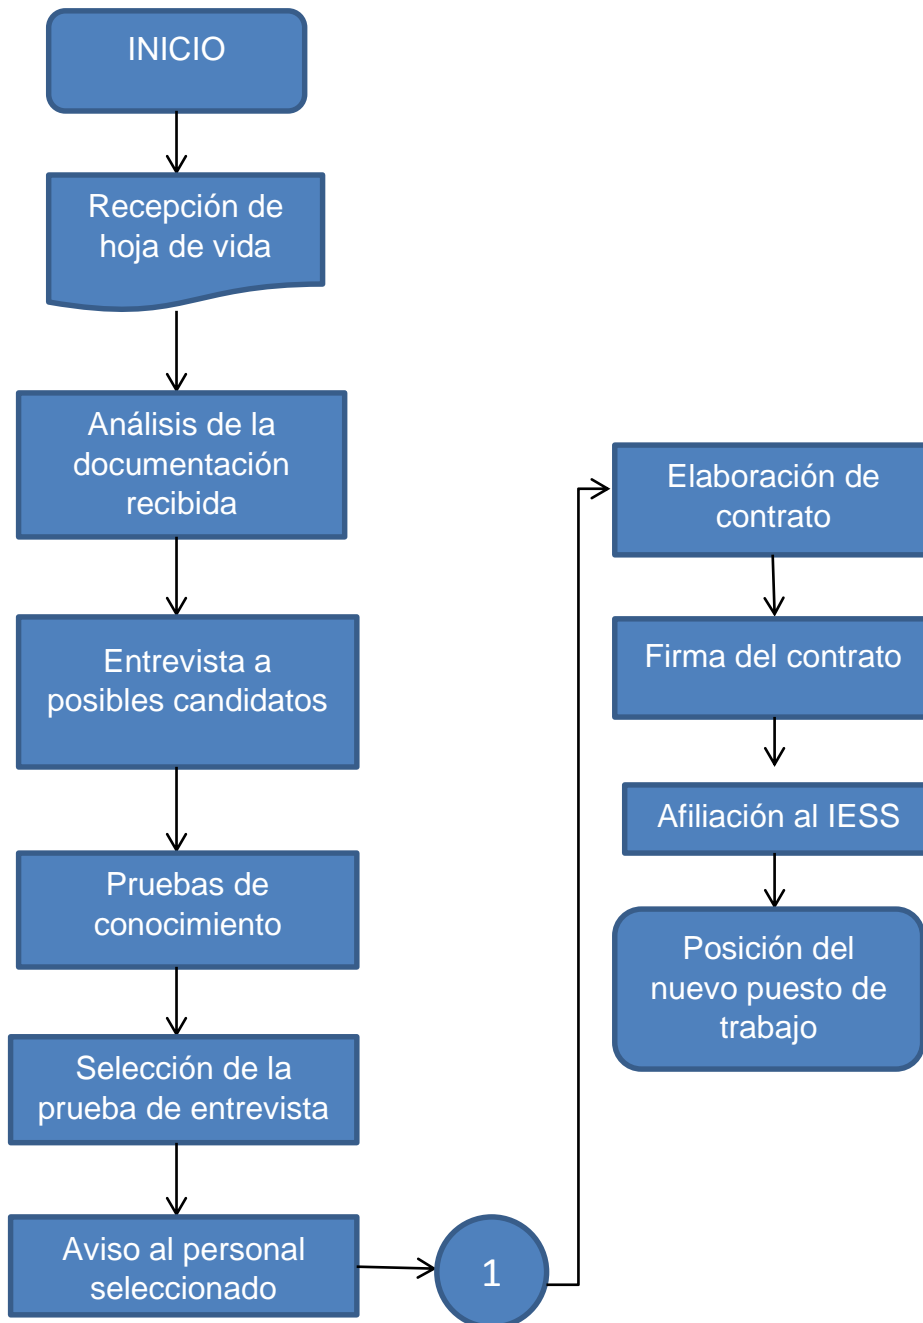 INICIO
Recepción de
hoja de vida
Análisis de la
documentación
recibida
Entrevista a
posibles candidatos
Pruebas de
conocimiento
Selección de la
prueba de entrevista
Aviso al personal
seleccionado
1
Elaboración de
contrato
Firma del contrato
Afiliación al IESS
Posición del
nuevo puesto de
trabajo